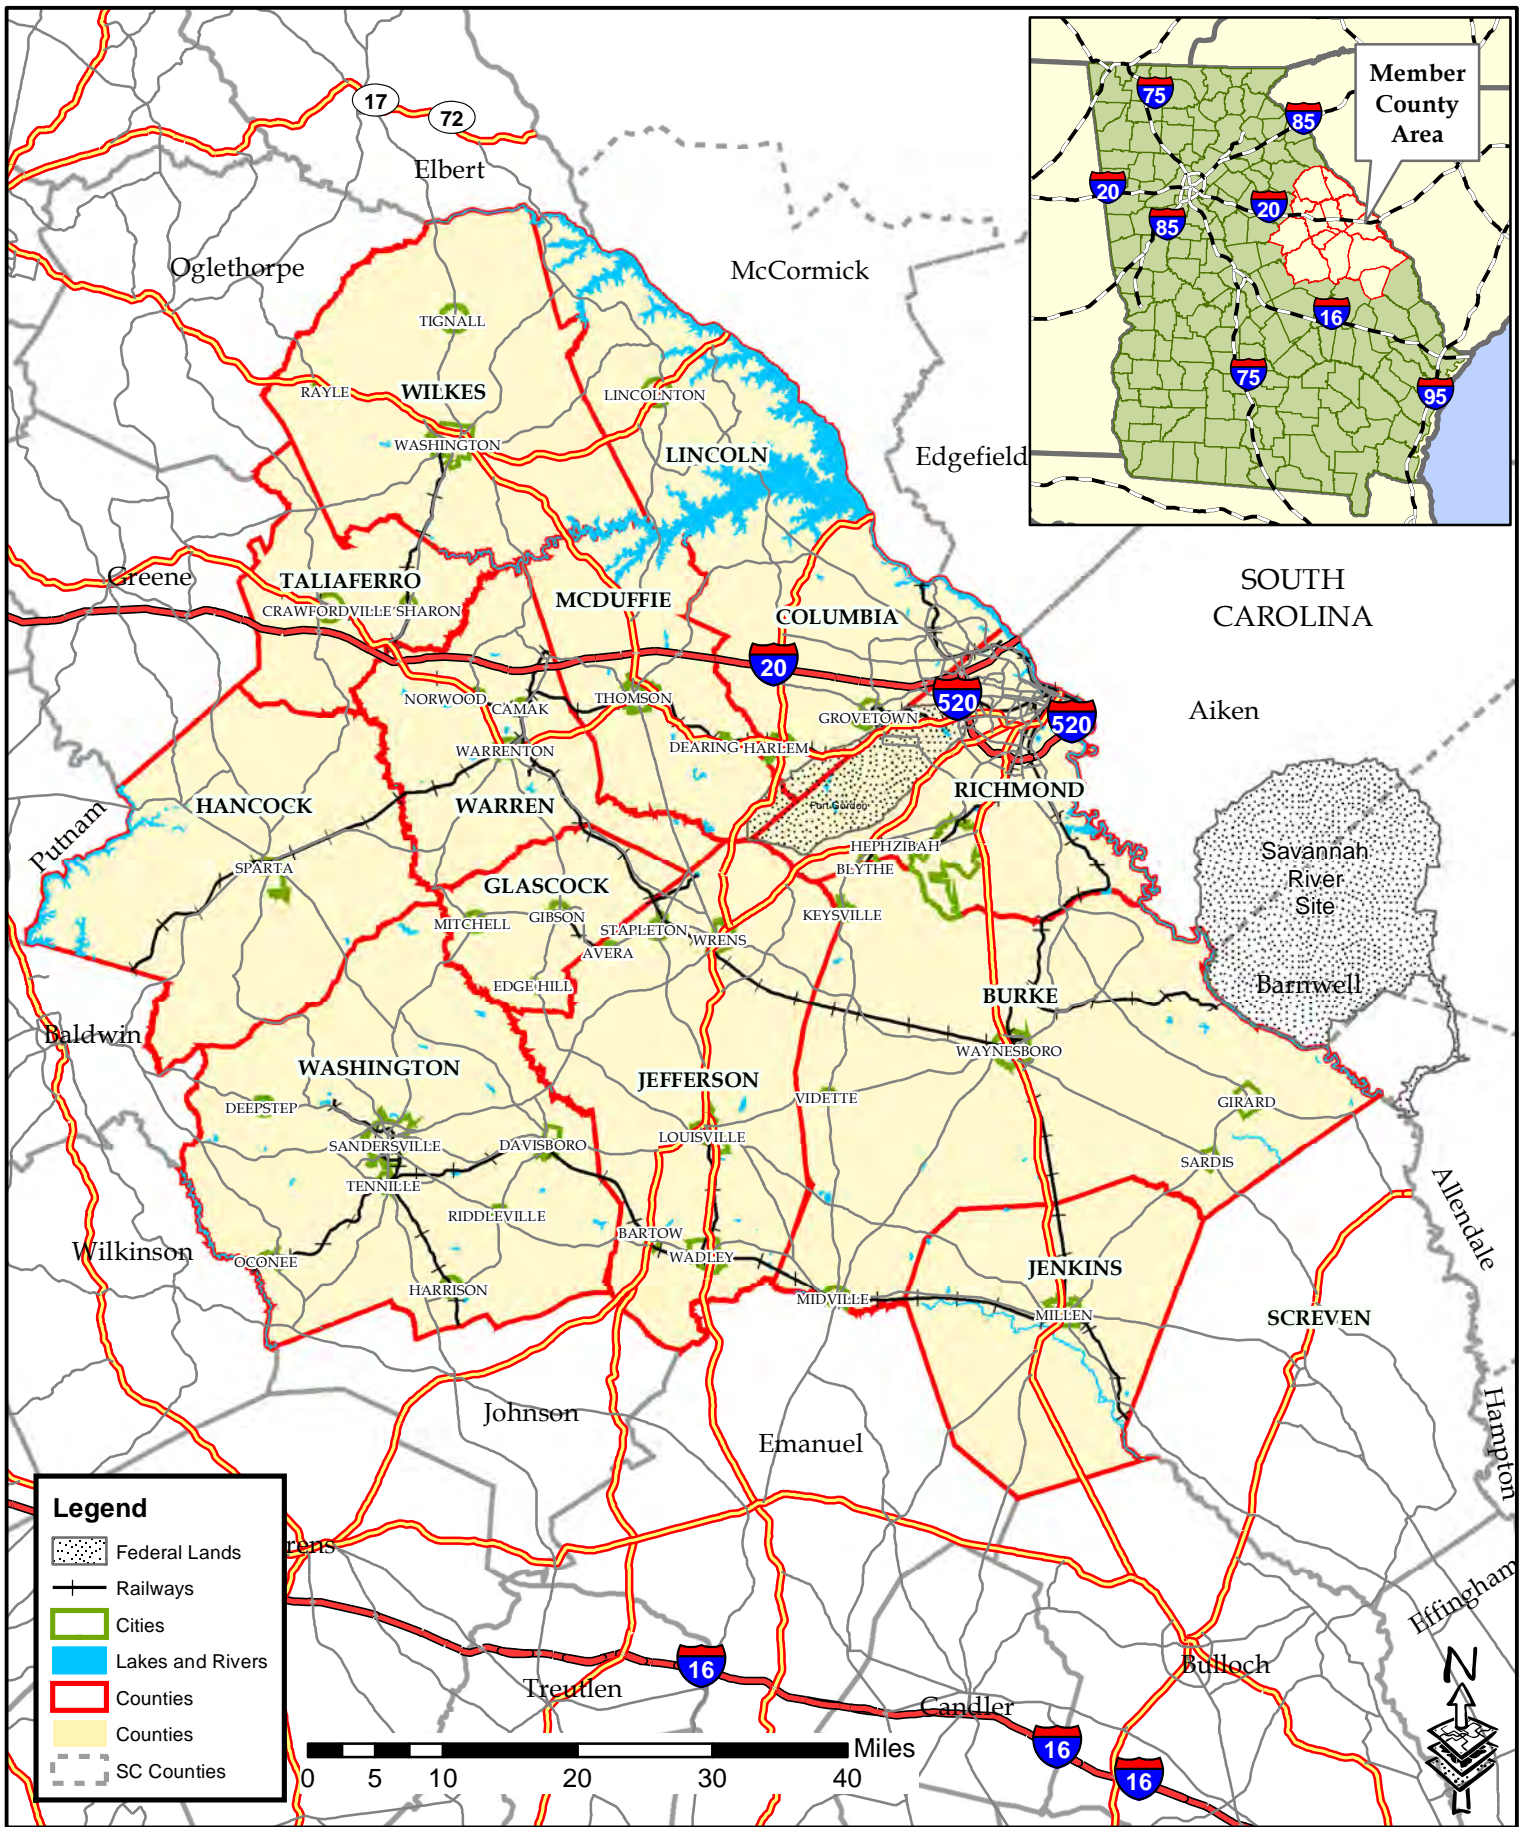 17
72
Elbert
Oglethorpe
McCormick
TIGNALL
RAYLE
WILKES
LINCOLNTON
WASHINGTON
LINCOLN
Edgefield
75
85
20
20
85
16
75
95
Member
County
Area
Greene
TALIAFERRO
CRAWFORDVILLE
SHARON
MCDUFFIE
COLUMBIA
SOUTH
CAROLINA
20
520
520
NORWOOD
CAMAK
THOMSON
GROVETOWN
Aiken
WARRENTON
DEARING
HARLEM
RICHMOND
Putnam
HANCOCK
WARREN
Fort Gordon
HEPHZIBAH
BLYTHE
SPARTA
GLASCOCK
Savannah
River
Site
MITCHELL
GIBSON
STAPLETON
KEYSVILLE
WRENS
AVERA
EDGE HILL
BURKE
Barnwell
Baldwin
WAYNESBORO
WASHINGTON
JEFFERSON
DEEPSTEP
VIDETTE
GIRARD
SANDERSVILLE
DAVISBORO
LOUISVILLE
SARDIS
TENNILLE
RIDDLEVILLE
Allendale
BARTOW
Wilkinson
OCONEE
WADLEY
JENKINS
HARRISON
MIDVILLE
MILLEN
SCREVEN
Johnson
Emanuel
Hampton
Legend
Federal Lands
Railways
Cities
Lakes and Rivers
Counties
Counties
SC Counties
rens
Effingham
16
Treutlen
Bulloch
Candler
16
16
N
Miles
0 5 10 20 30 40